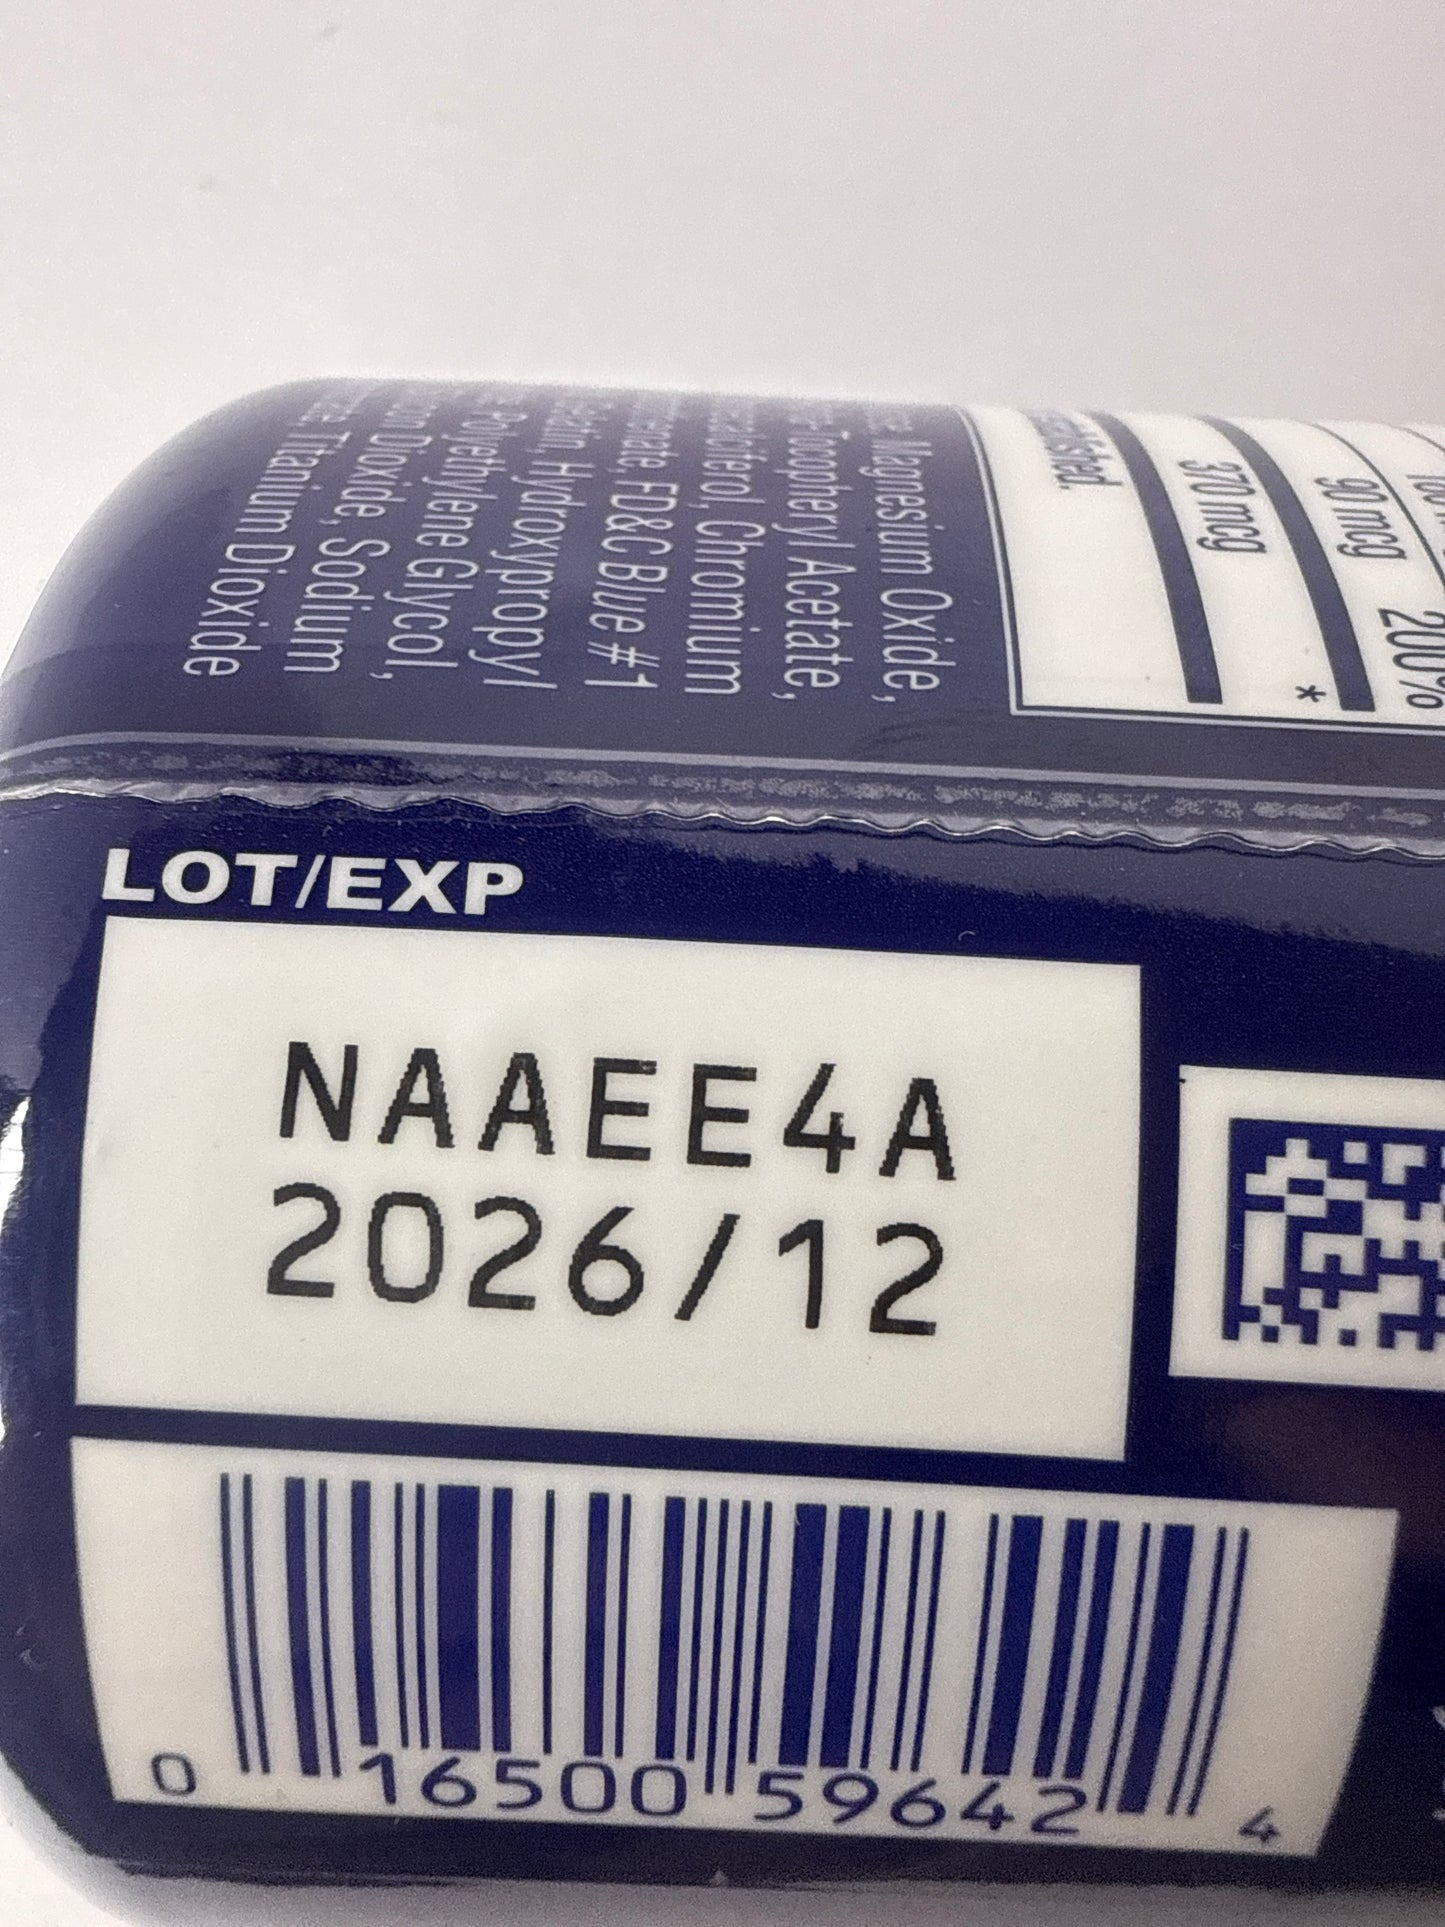 Magnesium Oxide,
Tocopheryl Acetate,
Chromium
FD&C Blue #1
Hydroxypropyl
Polyethylene Glycol,
Dioxide, Sodium
Titanium Dioxide
370 mcg
90 mcg *
200%
LOT/EXP
NAAEE4A
2026/12
0 16500 59642 4